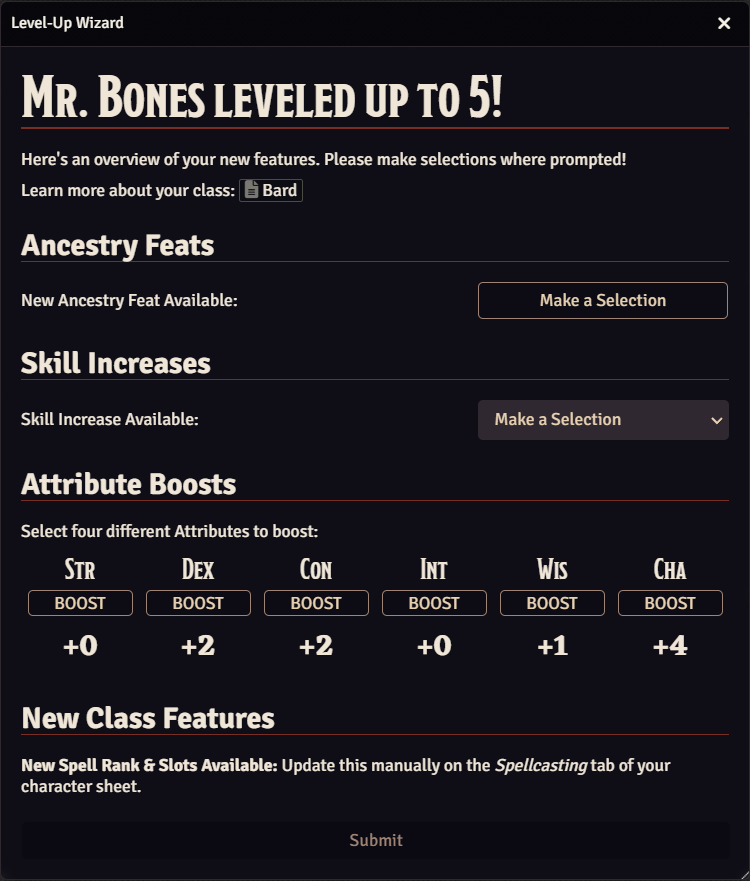 Level-Up Wizard
Mr. Bones leveled up to 5!
Here's an overview of your new features. Please make selections where prompted!
Learn more about your class: Bard
Ancestry Feats
New Ancestry Feat Available: Make a Selection
Skill Increases
Skill Increase Available: Make a Selection
Attribute Boosts
Select four different Attributes to boost:
Str Dex Con Int Wis Cha
BOOST BOOST BOOST BOOST BOOST BOOST
+0 +2 +2 +0 +1 +4
New Class Features
New Spell Rank & Slots Available: Update this manually on the Spellcasting tab of your
character sheet.
Submit